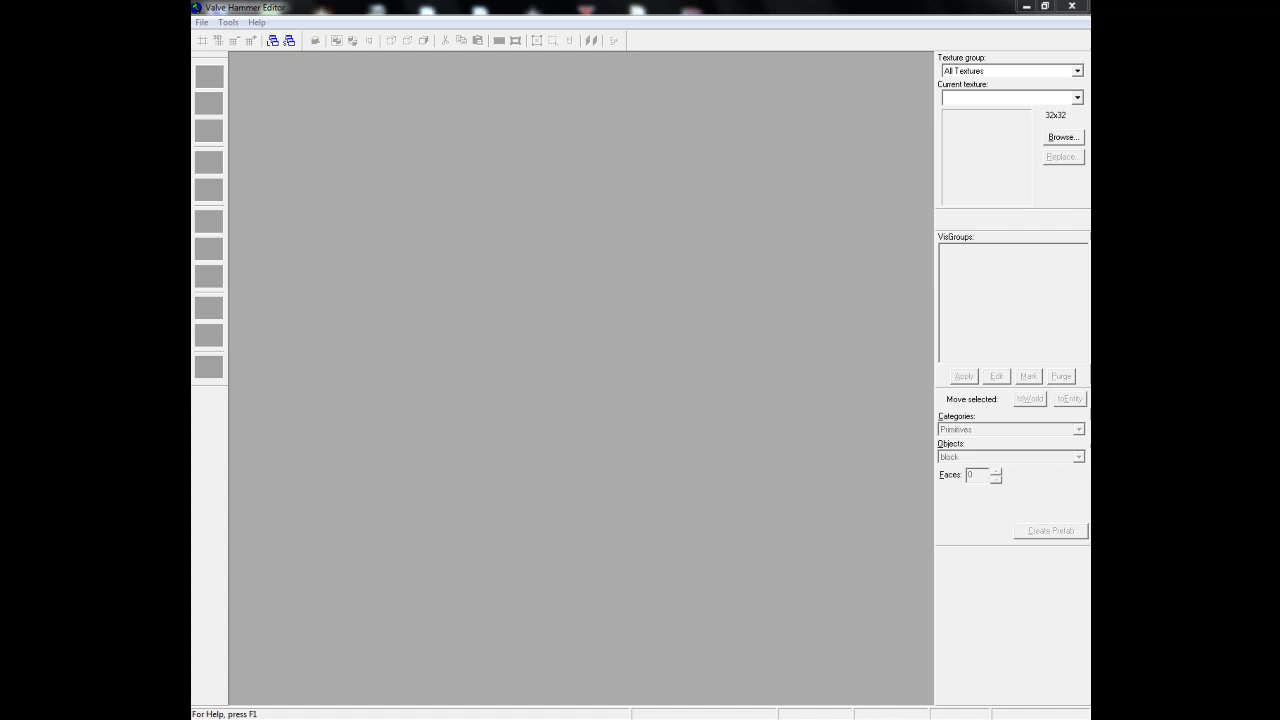 Valve Hammer Editor
File Tools Help
Texture group:
All Textures
Current texture:
32x32
Browse...
Replace...
VisGroups:
Apply Edit Mark Purge
Move selected: toWorld toEntity
Categories:
Primitives
Objects:
block
Faces: 0
Create Prefab
For Help, press F1